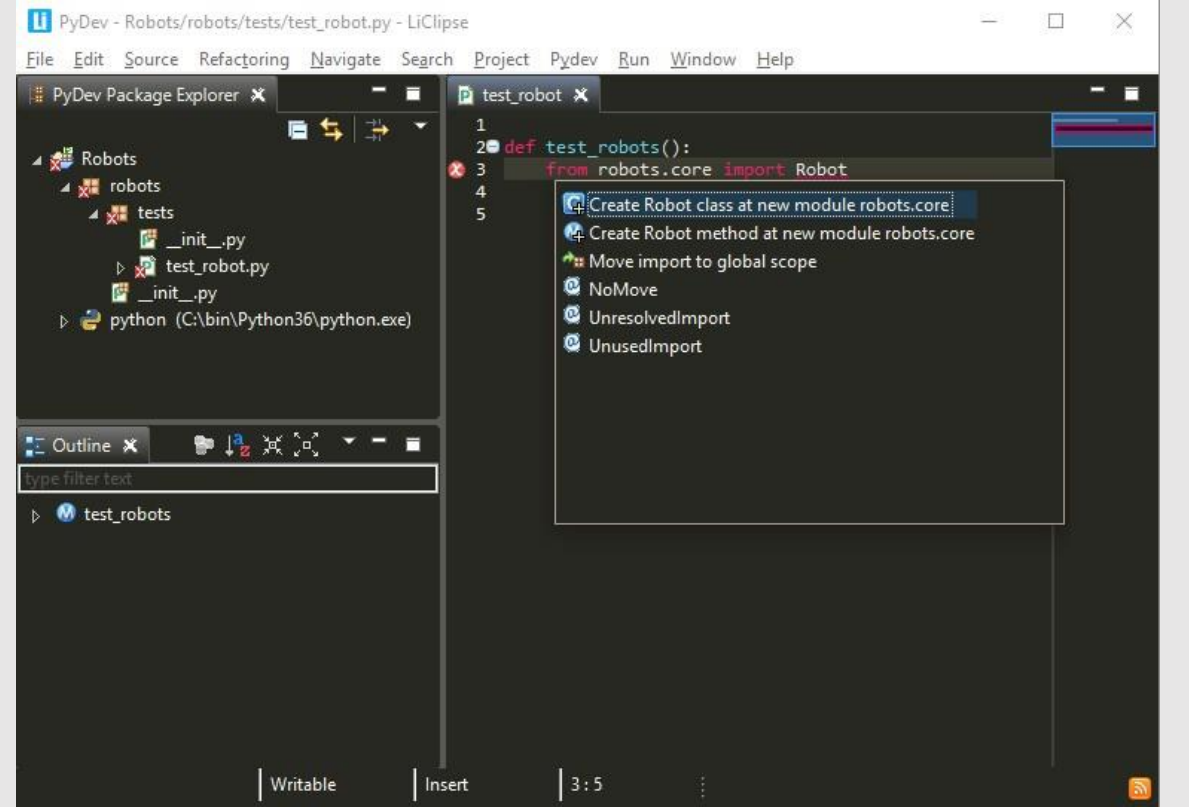 PyDev - Robots/robots/tests/test_robot.py - LiClipse
File Edit Source Refactoring Navigate Search Project Pydev Run Window Help
PyDev Package Explorer
Robots
robots
tests
__init__.py
test_robot.py
__init__.py
python (C:\bin\Python36\python.exe)
Outline
type filter text
test_robots
test_robot
1
2 def test_robots():
3 from robots.core import Robot
4
5
Create Robot class at new module robots.core
Create Robot method at new module robots.core
Move import to global scope
NoMove
UnresolvedImport
UnusedImport
Writable Insert 3 : 5